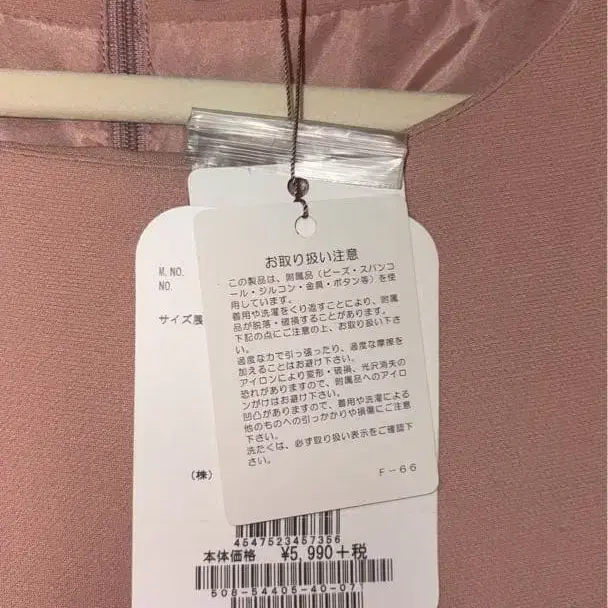 お取り扱い注意
この製品は、附属品（ビーズ・スパンコ
ール・ジルコン・金具・ボタン等）を使
用しています。
着用や洗濯をくり返すことにより、附属
品が脱落・破損することがあります。
下記の点にご注意の上、お取り扱い下さ
い。
過度な力で引っ張ったり、過度な摩擦を
加えることはお避け下さい。
アイロンにより変形・破損、光沢消失の
恐れがありますので、附属品へのアイロ
ンがけはお避け下さい。
凹凸がありますので、着用や洗濯による
他のものへの引っかかりや損傷にご注意
下さい。
洗たくは、必ず取り扱い表示をご確認下
さい。
F-66
M.NO.
NO.
サイズ展
（株）
4547523457356
本体価格 ¥5,990+税
508-54405-40-071